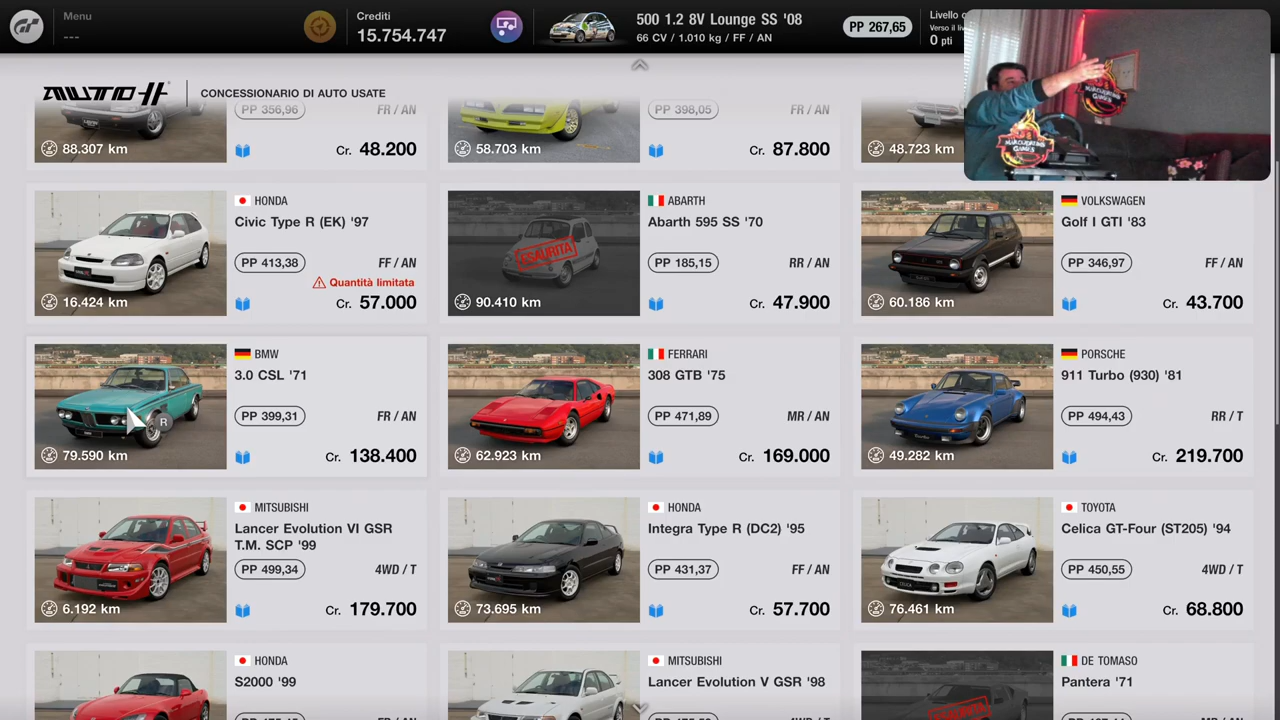 Menu
---
Crediti
15.754.747
500 1.2 8V Lounge SS '08
66 CV / 1.010 kg / FF / AN
PP 267,65
Livello
Verso il liv
0 pti
AUTO
CONCESSIONARIO DI AUTO USATE
PP 356,96
FR / AN
88.307 km
Cr. 48.200
PP 398,05
FR / AN
58.703 km
Cr. 87.800
48.723 km
MARCUSKING GAMES
HONDA
Civic Type R (EK) '97
PP 413,38
FF / AN
Quantità limitata
16.424 km
Cr. 57.000
ABARTH
Abarth 595 SS '70
ESAURITA
PP 185,15
RR / AN
90.410 km
Cr. 47.900
VOLKSWAGEN
Golf I GTI '83
PP 346,97
FF / AN
60.186 km
Cr. 43.700
BMW
3.0 CSL '71
PP 399,31
FR / AN
R
79.590 km
Cr. 138.400
FERRARI
308 GTB '75
PP 471,89
MR / AN
62.923 km
Cr. 169.000
PORSCHE
911 Turbo (930) '81
PP 494,43
RR / T
49.282 km
Cr. 219.700
MITSUBISHI
Lancer Evolution VI GSR
T.M. SCP '99
PP 499,34
4WD / T
6.192 km
Cr. 179.700
HONDA
Integra Type R (DC2) '95
PP 431,37
FF / AN
73.695 km
Cr. 57.700
TOYOTA
Celica GT-Four (ST205) '94
PP 450,55
4WD / T
76.461 km
Cr. 68.800
HONDA
S2000 '99
MITSUBISHI
Lancer Evolution V GSR '98
DE TOMASO
Pantera '71
ESAURITA